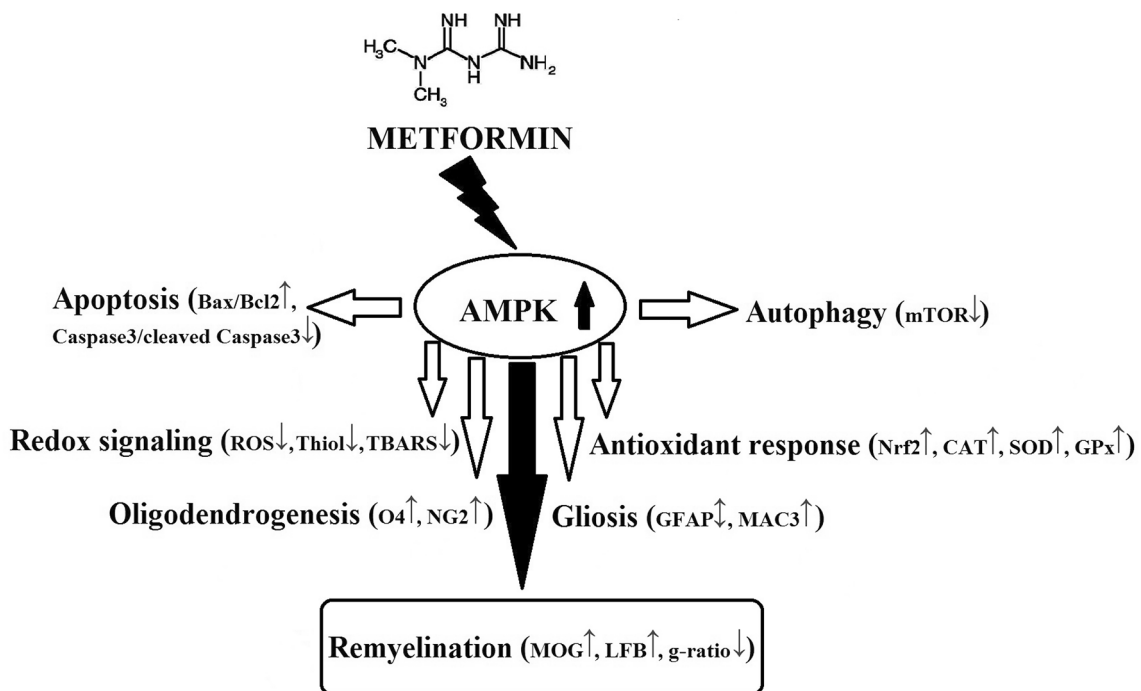 NH NH
H3C N N NH2
H
CH3
METFORMIN
AMPK
Apoptosis (Bax/Bcl2↑,
Caspase3/cleaved Caspase3↓)
Autophagy (mTOR↓)
Redox signaling (ROS↓,Thiol↓,TBARS↓)
Antioxidant response (Nrf2↑, CAT↑, SOD↑, GPx↑)
Oligodendrogenesis (O4↑, NG2↑)
Gliosis (GFAP↕, MAC3↑)
Remyelination (MOG↑, LFB↑, g-ratio↓)